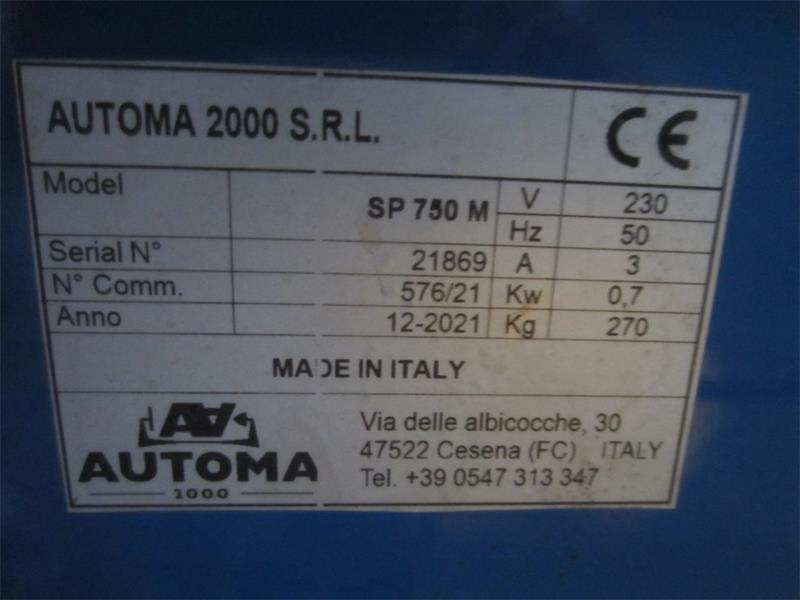 AUTOMA 2000 S.R.L. CE
Model SP 750 M V 230
Hz 50
Serial N° 21869 A 3
N° Comm. 576/21 Kw 0,7
Anno 12-2021 Kg 270
MADE IN ITALY
AUTOMA
2000
Via delle albicocche, 30
47522 Cesena (FC) ITALY
Tel. +39 0547 313 347